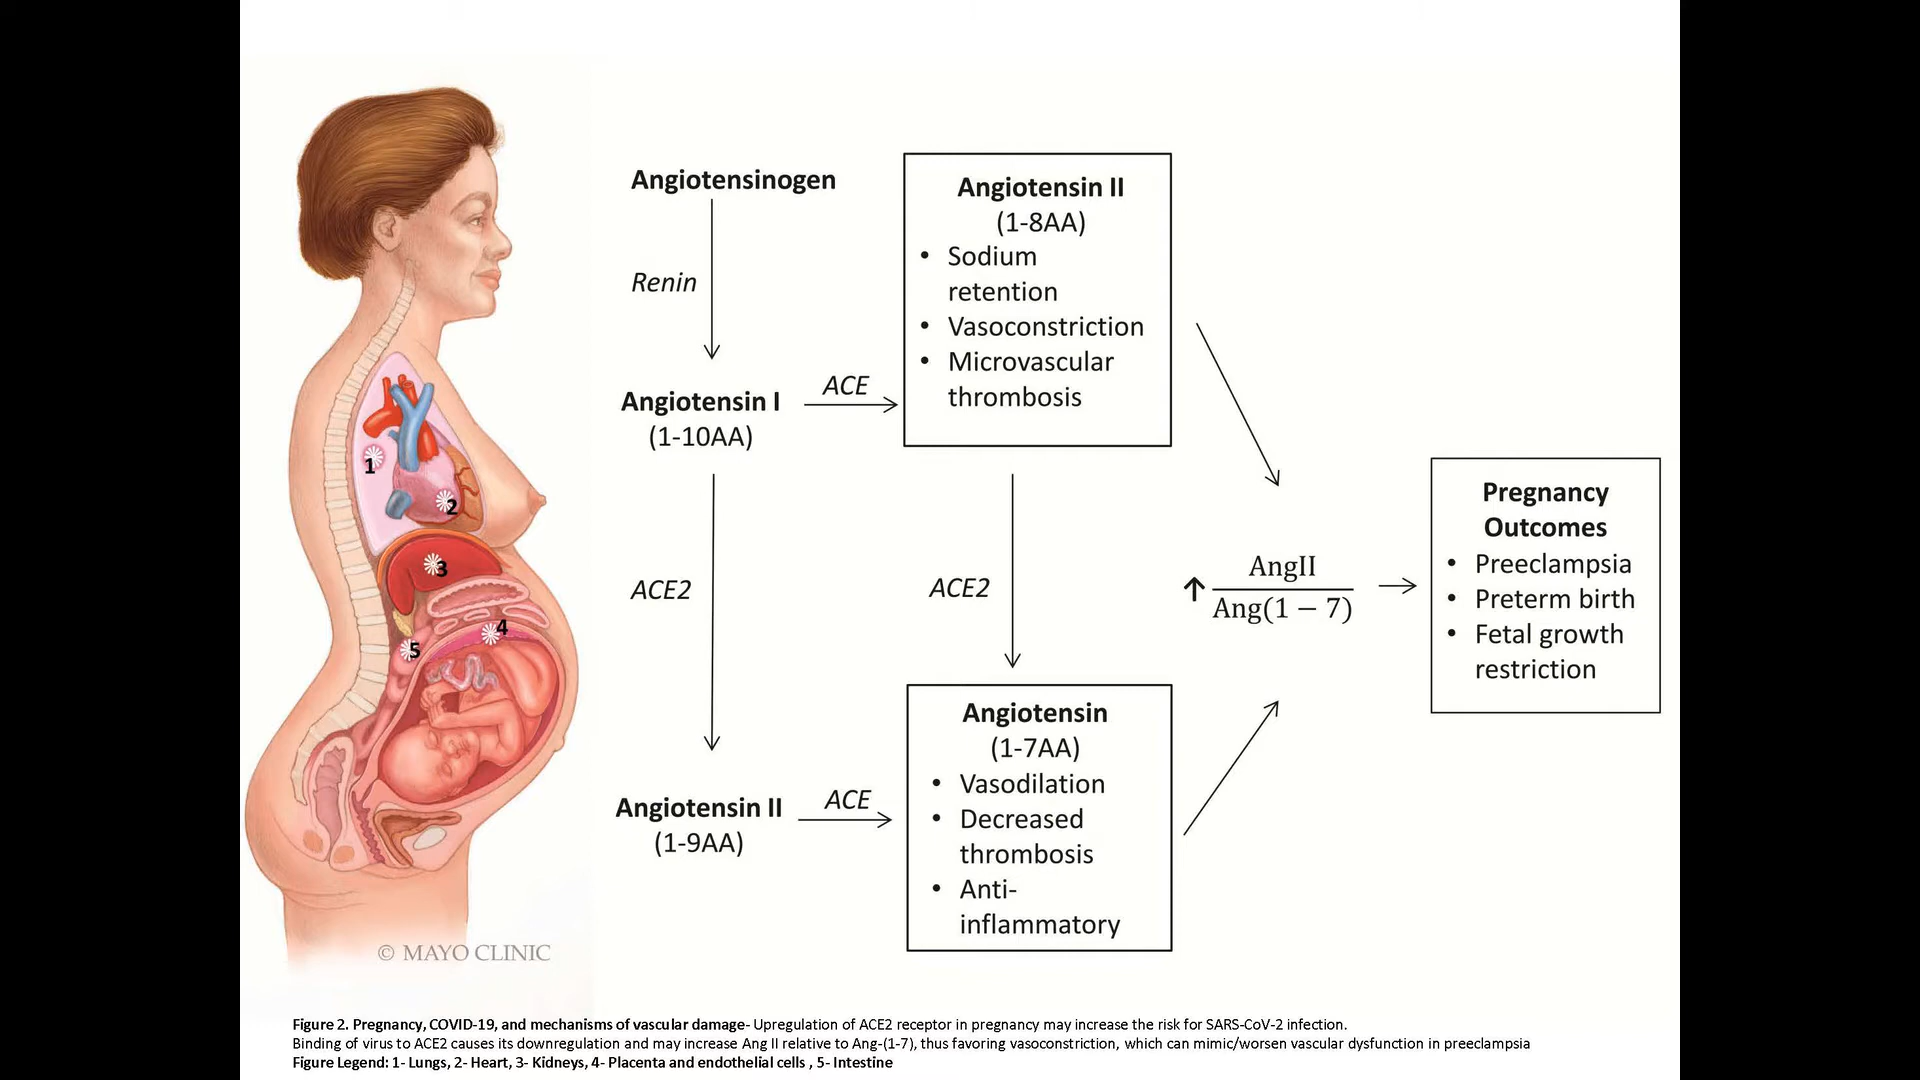 Angiotensinogen
Renin
Angiotensin I
(1-10AA)
ACE
ACE2
Angiotensin II
(1-9AA)
ACE
Angiotensin II
(1-8AA)
• Sodium
retention
• Vasoconstriction
• Microvascular
thrombosis
ACE2
Angiotensin
(1-7AA)
• Vasodilation
• Decreased
thrombosis
• Anti-
inflammatory
↑ AngII
Ang(1 − 7)
Pregnancy
Outcomes
• Preeclampsia
• Preterm birth
• Fetal growth
restriction
1
2
3
4
5
© MAYO CLINIC
Figure 2. Pregnancy, COVID-19, and mechanisms of vascular damage- Upregulation of ACE2 receptor in pregnancy may increase the risk for SARS-CoV-2 infection.
Binding of virus to ACE2 causes its downregulation and may increase Ang II relative to Ang-(1-7), thus favoring vasoconstriction, which can mimic/worsen vascular dysfunction in preeclampsia
Figure Legend: 1- Lungs, 2- Heart, 3- Kidneys, 4- Placenta and endothelial cells , 5- Intestine